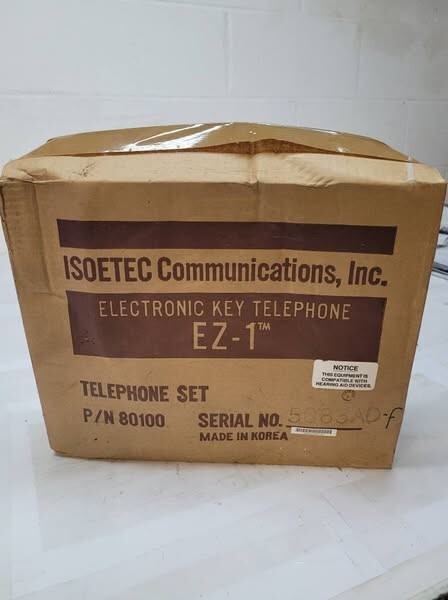 ISOETEC Communications, Inc.
ELECTRONIC KEY TELEPHONE
EZ-1™
NOTICE
THIS EQUIPMENT IS
COMPATIBLE WITH
HEARING AID DEVICES.
TELEPHONE SET
P/N 80100 SERIAL NO.
MADE IN KOREA